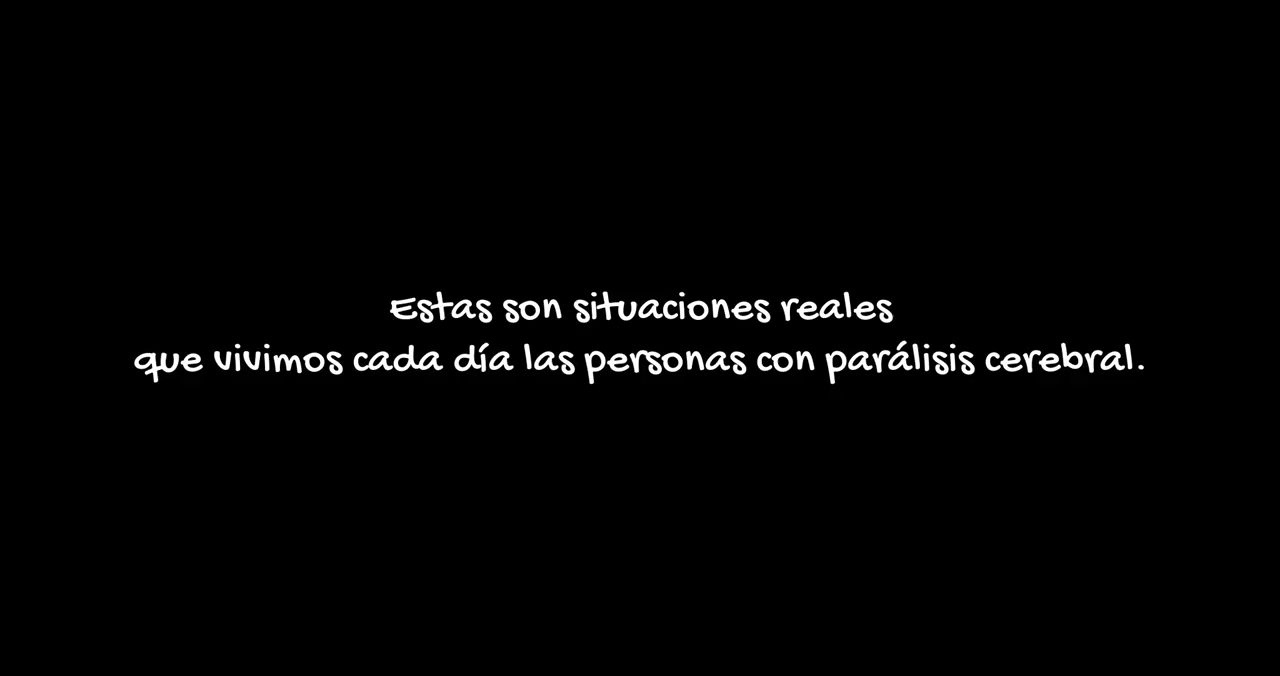 Estas son situaciones reales
que vivimos cada día las personas con parálisis cerebral.